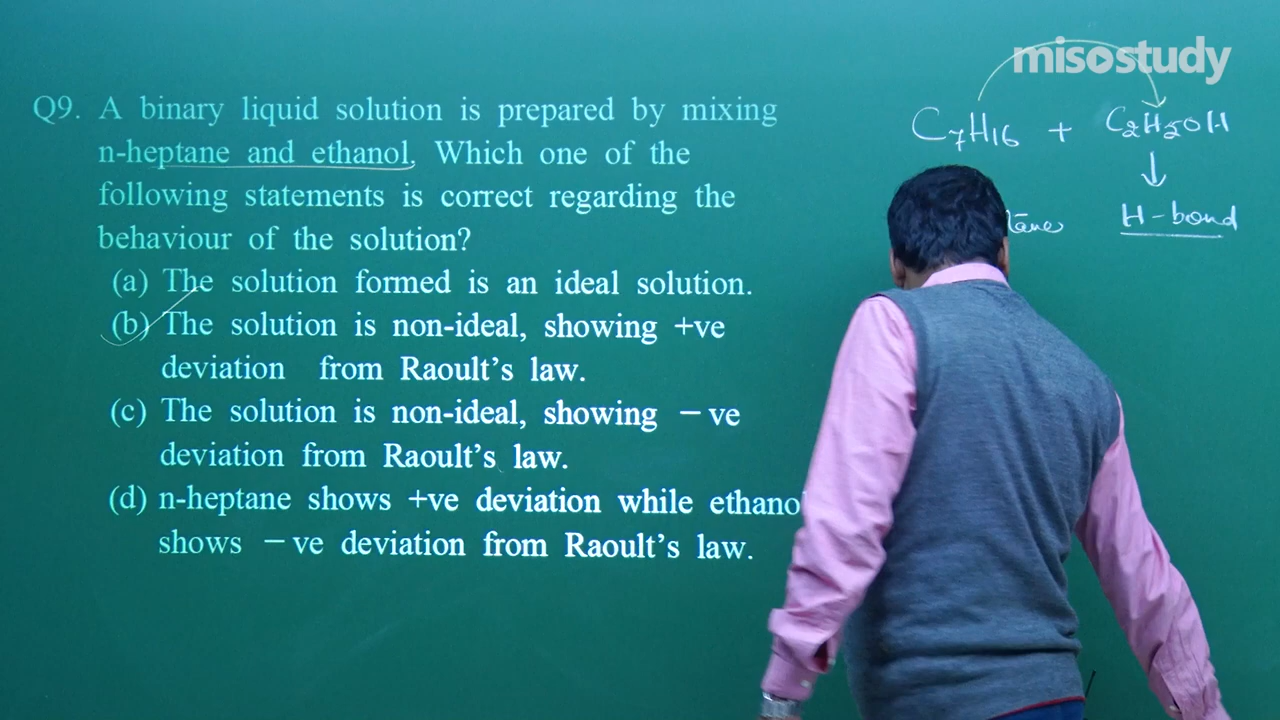 misostudy
Q9. A binary liquid solution is prepared by mixing
n-heptane and ethanol. Which one of the
following statements is correct regarding the
behaviour of the solution?
(a) The solution formed is an ideal solution.
(b) The solution is non-ideal, showing +ve
deviation from Raoult's law.
(c) The solution is non-ideal, showing – ve
deviation from Raoult's law.
(d) n-heptane shows +ve deviation while ethano
shows – ve deviation from Raoult's law.
C₇H₁₆ + C₂H₅OH
H-bond